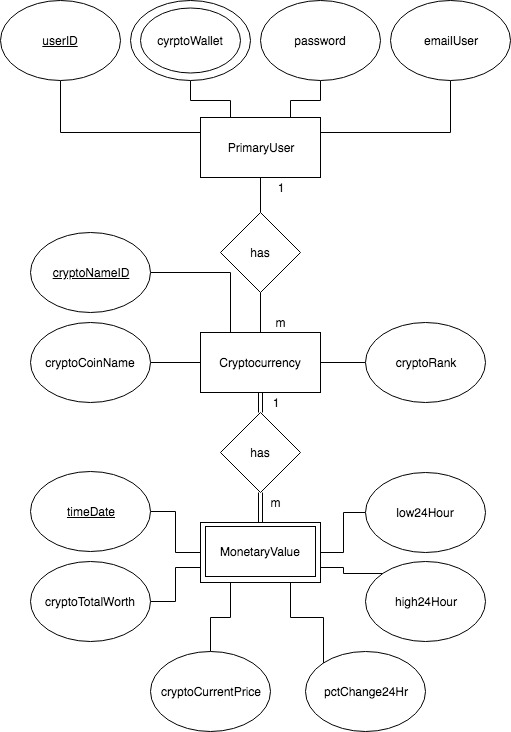 userID
cyrptoWallet
password
emailUser
PrimaryUser
1
has
cryptoNameID
m
cryptoCoinName
Cryptocurrency
cryptoRank
1
has
m
timeDate
low24Hour
MonetaryValue
cryptoTotalWorth
high24Hour
cryptoCurrentPrice
pctChange24Hr